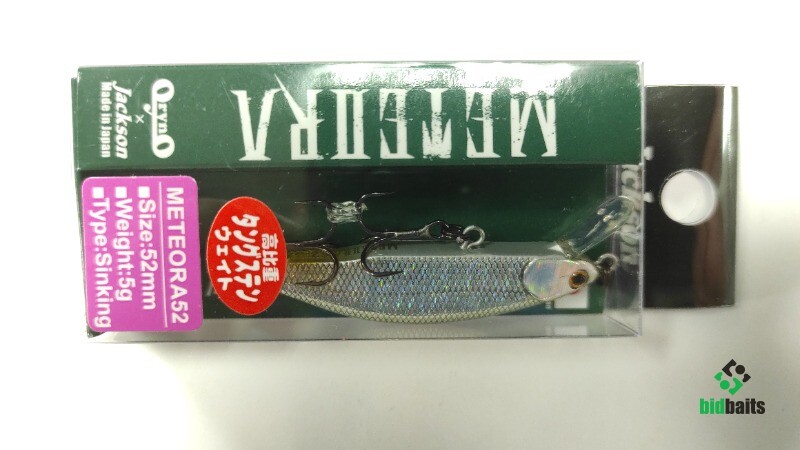 OrynO
×
Jackson
Made in Japan
METEORA
METEORA52
■Size:52mm
■Weight:5g
■Type:Sinking
高比重
タングステン
ウェイト
bidbaits